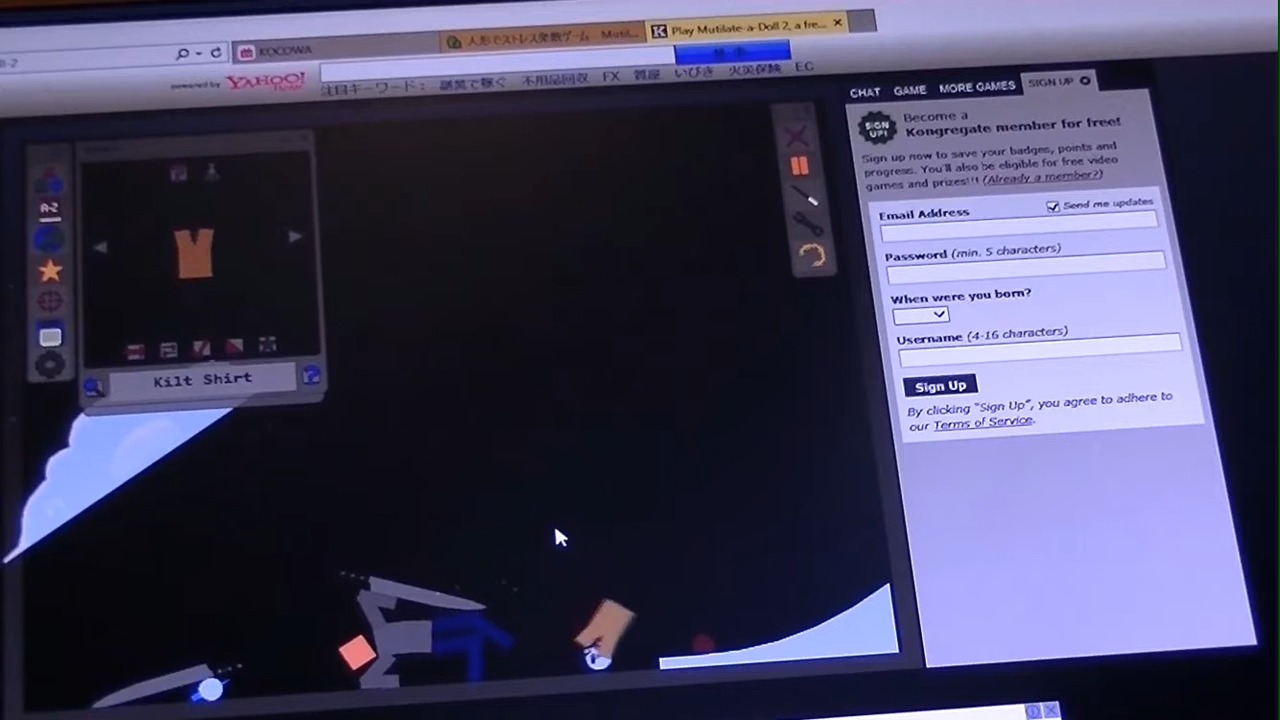 KOCOWA
人形でストレス発散ゲーム Mutil...
K Play Mutilate-a-Doll 2, a fre...
powered by YAHOO!
注目キーワード： 副業で稼ぐ 不用品回収 FX 質屋 いびき 火災保険 EC
CHAT GAME MORE GAMES SIGN UP
SIGN UP!
Become a
Kongregate member for free!
Sign up now to save your badges, points and
progress. You'll also be eligible for free video
games and prizes!!! (Already a member?)
Email Address Send me updates
Password (min. 5 characters)
When were you born?
Username (4-16 characters)
Sign Up
By clicking "Sign Up", you agree to adhere to
our Terms of Service.
A-Z
Kilt Shirt